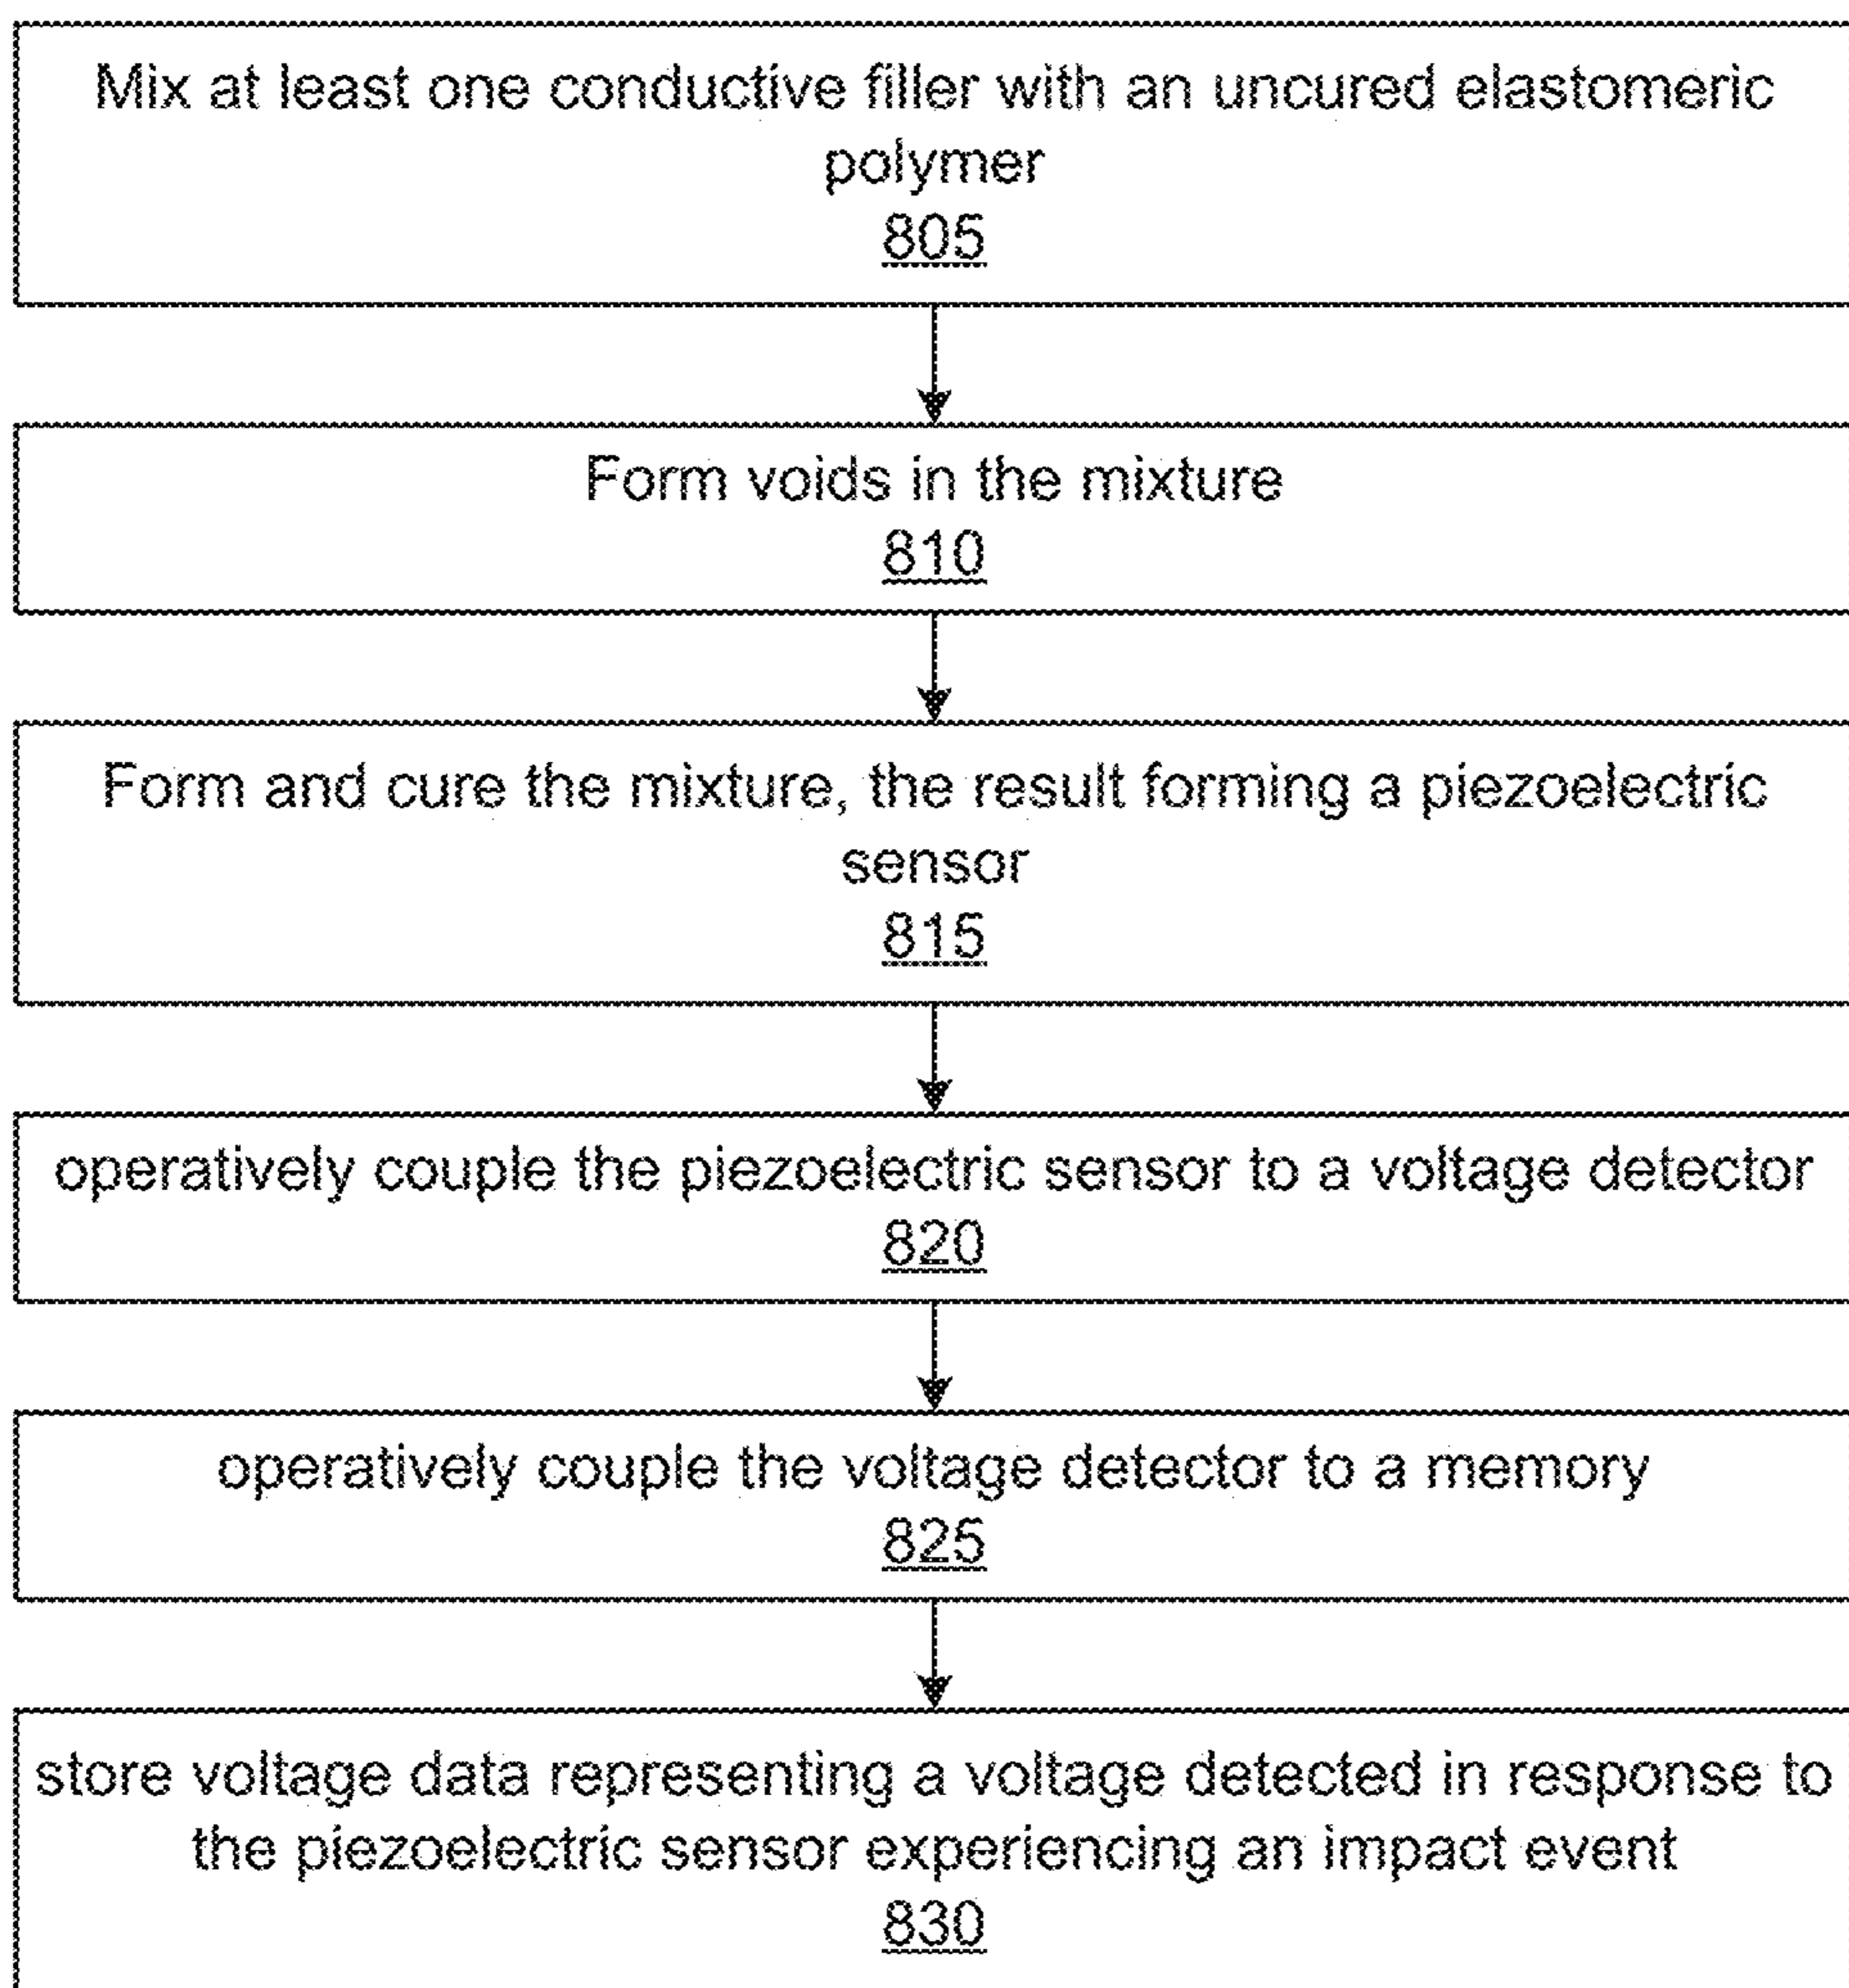 Mix at least one conductive filler with an uncured elastomeric
polymer
805
Form voids in the mixture
810
Form and cure the mixture, the result forming a piezoelectric
sensor
815
operatively couple the piezoelectric sensor to a voltage detector
820
operatively couple the voltage detector to a memory
825
store voltage data representing a voltage detected in response to
the piezoelectric sensor experiencing an impact event
830